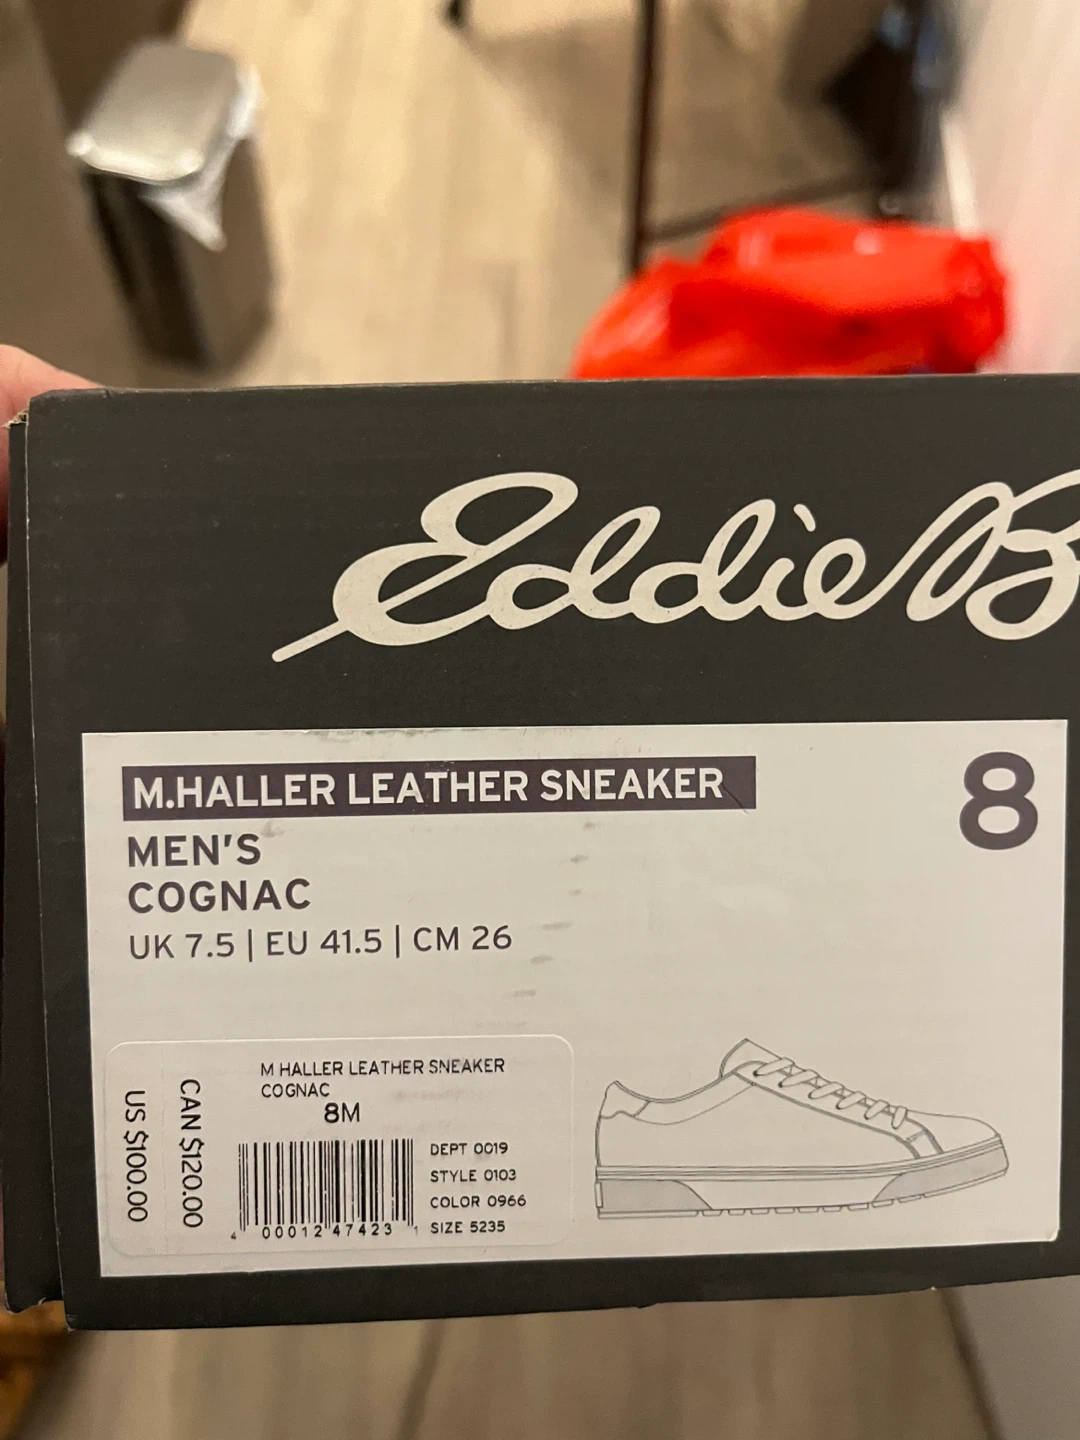 Eddie B
M.HALLER LEATHER SNEAKER
8
MEN'S
COGNAC
UK 7.5 | EU 41.5 | CM 26
US $100.00
CAN $120.00
M HALLER LEATHER SNEAKER
COGNAC
8M
DEPT 0019
STYLE 0103
COLOR 0966
SIZE 5235
4 00012 47423 1